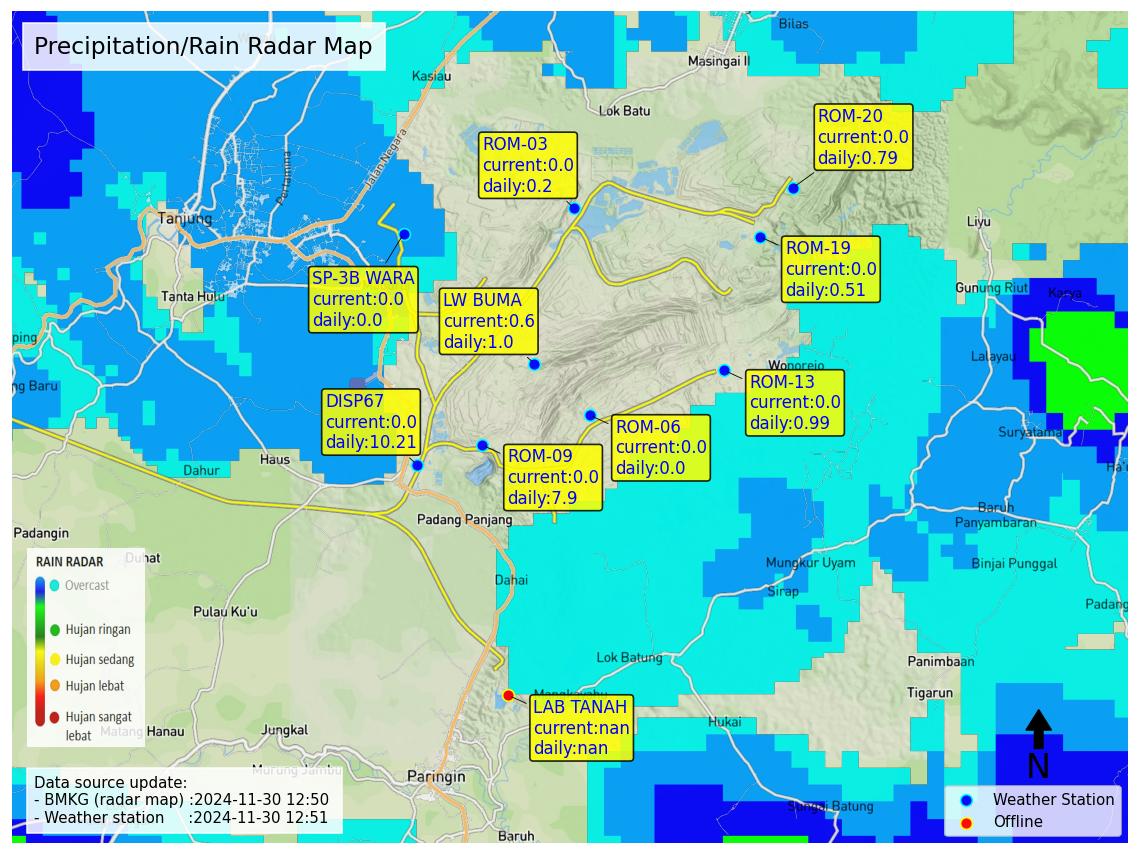 Precipitation/Rain Radar Map
Bilas
Masingai II
Kasiau
Lok Batu
ROM-20
current:0.0
daily:0.79
ROM-03
current:0.0
daily:0.2
Jalan Negara
Pertamina
Tanjung
Liyu
ROM-19
current:0.0
daily:0.51
SP-3B WARA
current:0.0
daily:0.0
Tanta Hulu
LW BUMA
current:0.6
daily:1.0
Gunung Riut
Karya
ping
Lalayau
Wonorejo
ng Baru
ROM-13
current:0.0
daily:0.99
DISP67
current:0.0
daily:10.21
ROM-06
current:0.0
daily:0.0
Suryatama
ROM-09
current:0.0
daily:7.9
Haus
Dahur
Ha'u
Baruh
Panyambaran
Padang Panjang
Padangin
Duhat
RAIN RADAR
Overcast
Hujan ringan
Hujan sedang
Hujan lebat
Hujan sangat
lebat
Mungkur Uyam
Binjai Punggal
Dahai
Sirap
Pulau Ku'u
Padang
Lok Batung
Panimbaan
Tigarun
Mangkayahu
LAB TANAH
current:nan
daily:nan
Hukai
Matang Hanau
Jungkal
Murung Jambu
Paringin
N
Data source update:
- BMKG (radar map) :2024-11-30 12:50
- Weather station :2024-11-30 12:51
Sungai Batung
Weather Station
Offline
Baruh